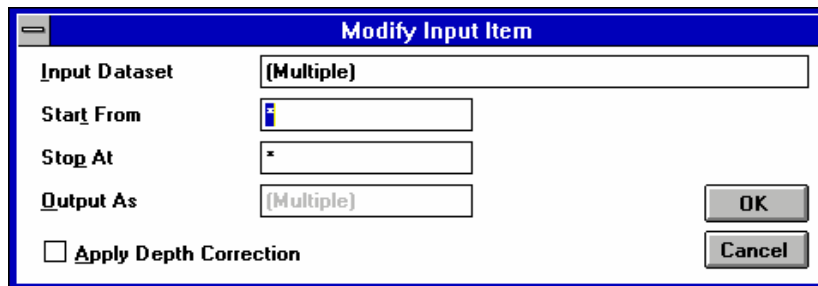 Modify Input Item
Input Dataset (Multiple)
Start From *
Stop At *
Output As (Multiple)
OK
Apply Depth Correction
Cancel